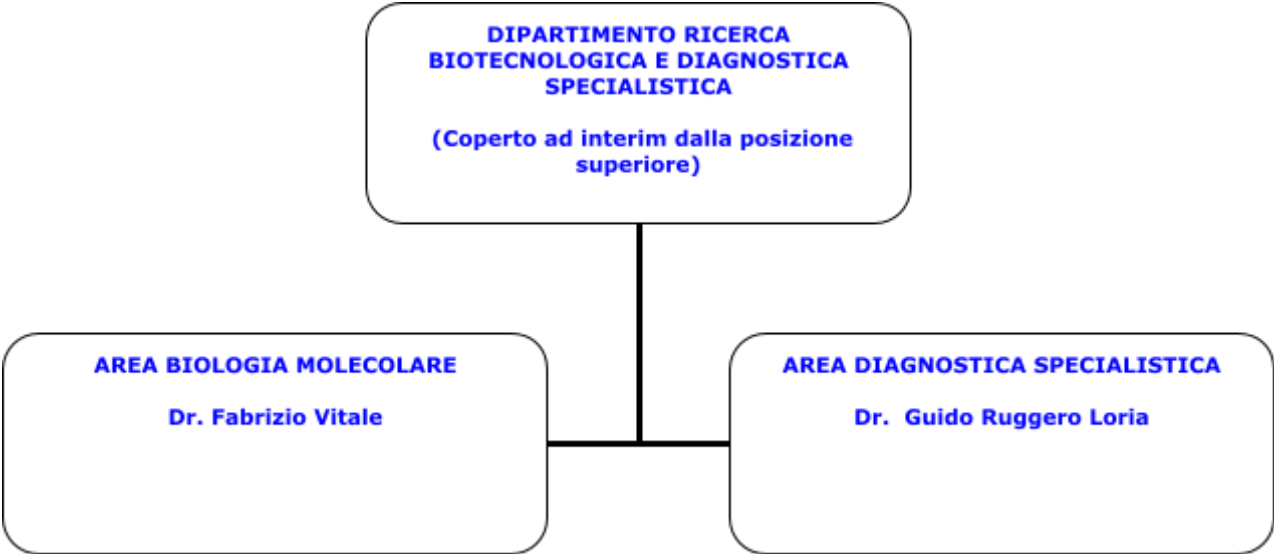 DIPARTIMENTO RICERCA
BIOTECNOLOGICA E DIAGNOSTICA
SPECIALISTICA
(Coperto ad interim dalla posizione
superiore)
AREA BIOLOGIA MOLECOLARE
Dr. Fabrizio Vitale
AREA DIAGNOSTICA SPECIALISTICA
Dr. Guido Ruggero Loria